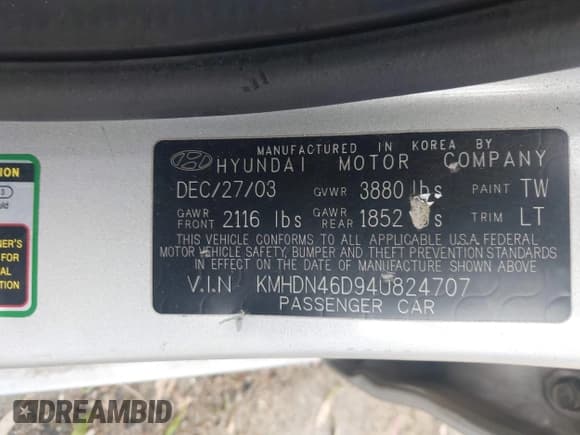 MANUFACTURED IN KOREA BY
HYUNDAI MOTOR COMPANY
DEC/27/03 GVWR 3880 lbs PAINT TW
GAWR FRONT 2116 lbs GAWR REAR 1852 TRIM LT
THIS VEHICLE CONFORMS TO ALL APPLICABLE U.S.A. FEDERAL
MOTOR VEHICLE SAFETY, BUMPER AND THEFT PREVENTION STANDARDS
IN EFFECT ON THE DATE OF MANUFACTURE SHOWN ABOVE
V.I.N KMHDN46D94U824707
PASSENGER CAR
DREAMBID